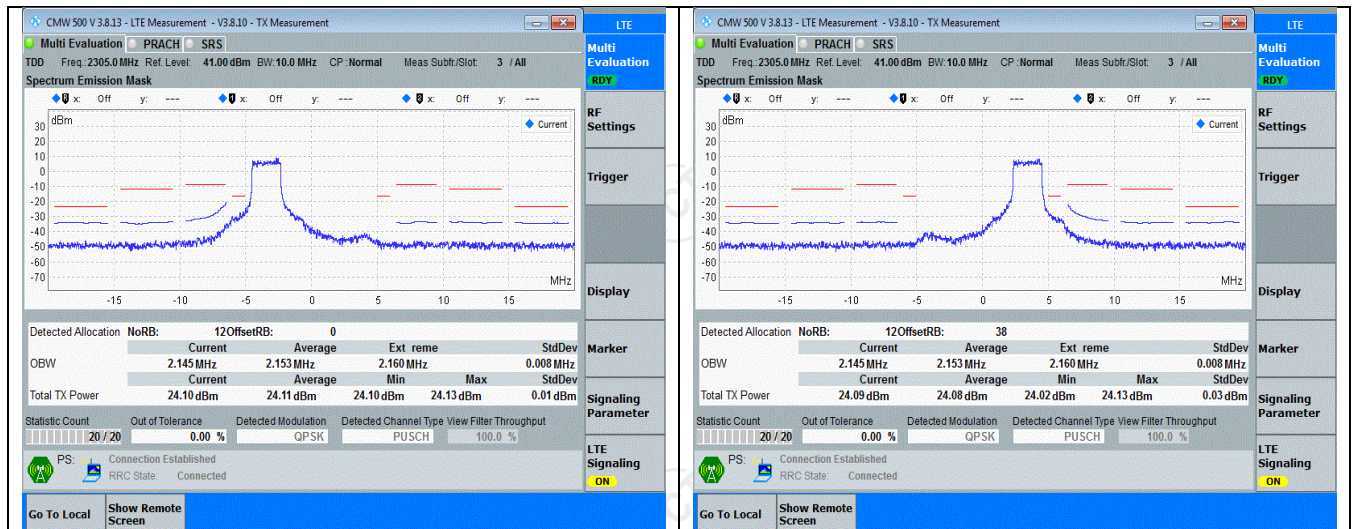 CMW 500 V 3.8.13 - LTE Measurement - V3.8.10 - TX Measurement
LTE
Multi Evaluation PRACH SRS
Multi
Evaluation
RDY
TDD Freq.:2305.0 MHz Ref. Level: 41.00 dBm BW:10.0 MHz CP :Normal Meas Subfr./Slot: 3 / All
Spectrum Emission Mask
x: Off y: --- x: Off y: --- x: Off y: ---
RF
Settings
dBm
Current
30
20
10
0
-10
-20
-30
-40
-50
-60
-70
Trigger
MHz
-15 -10 -5 0 5 10 15
Display
Detected Allocation NoRB: 12OffsetRB: 0
Current Average Ext reme StdDev
Marker
OBW 2.145 MHz 2.153 MHz 2.160 MHz 0.008 MHz
Current Average Min Max StdDev
Total TX Power 24.10 dBm 24.11 dBm 24.10 dBm 24.13 dBm 0.01 dBm
Signaling
Parameter
Statistic Count Out of Tolerance Detected Modulation Detected Channel Type View Filter Throughput
20 / 20 0.00 % QPSK PUSCH 100.0 %
LTE
Signaling
ON
PS: Connection Established
RRC State: Connected
Go To Local
Show Remote
Screen
CMW 500 V 3.8.13 - LTE Measurement - V3.8.10 - TX Measurement
LTE
Multi Evaluation PRACH SRS
Multi
Evaluation
RDY
TDD Freq.:2305.0 MHz Ref. Level: 41.00 dBm BW:10.0 MHz CP :Normal Meas Subfr./Slot: 3 / All
Spectrum Emission Mask
x: Off y: --- x: Off y: --- x: Off y: ---
RF
Settings
dBm
Current
30
20
10
0
-10
-20
-30
-40
-50
-60
-70
Trigger
MHz
-15 -10 -5 0 5 10 15
Display
Detected Allocation NoRB: 12OffsetRB: 38
Current Average Ext reme StdDev
Marker
OBW 2.145 MHz 2.153 MHz 2.160 MHz 0.008 MHz
Current Average Min Max StdDev
Total TX Power 24.09 dBm 24.08 dBm 24.02 dBm 24.13 dBm 0.03 dBm
Signaling
Parameter
Statistic Count Out of Tolerance Detected Modulation Detected Channel Type View Filter Throughput
20 / 20 0.00 % QPSK PUSCH 100.0 %
LTE
Signaling
ON
PS: Connection Established
RRC State: Connected
Go To Local
Show Remote
Screen